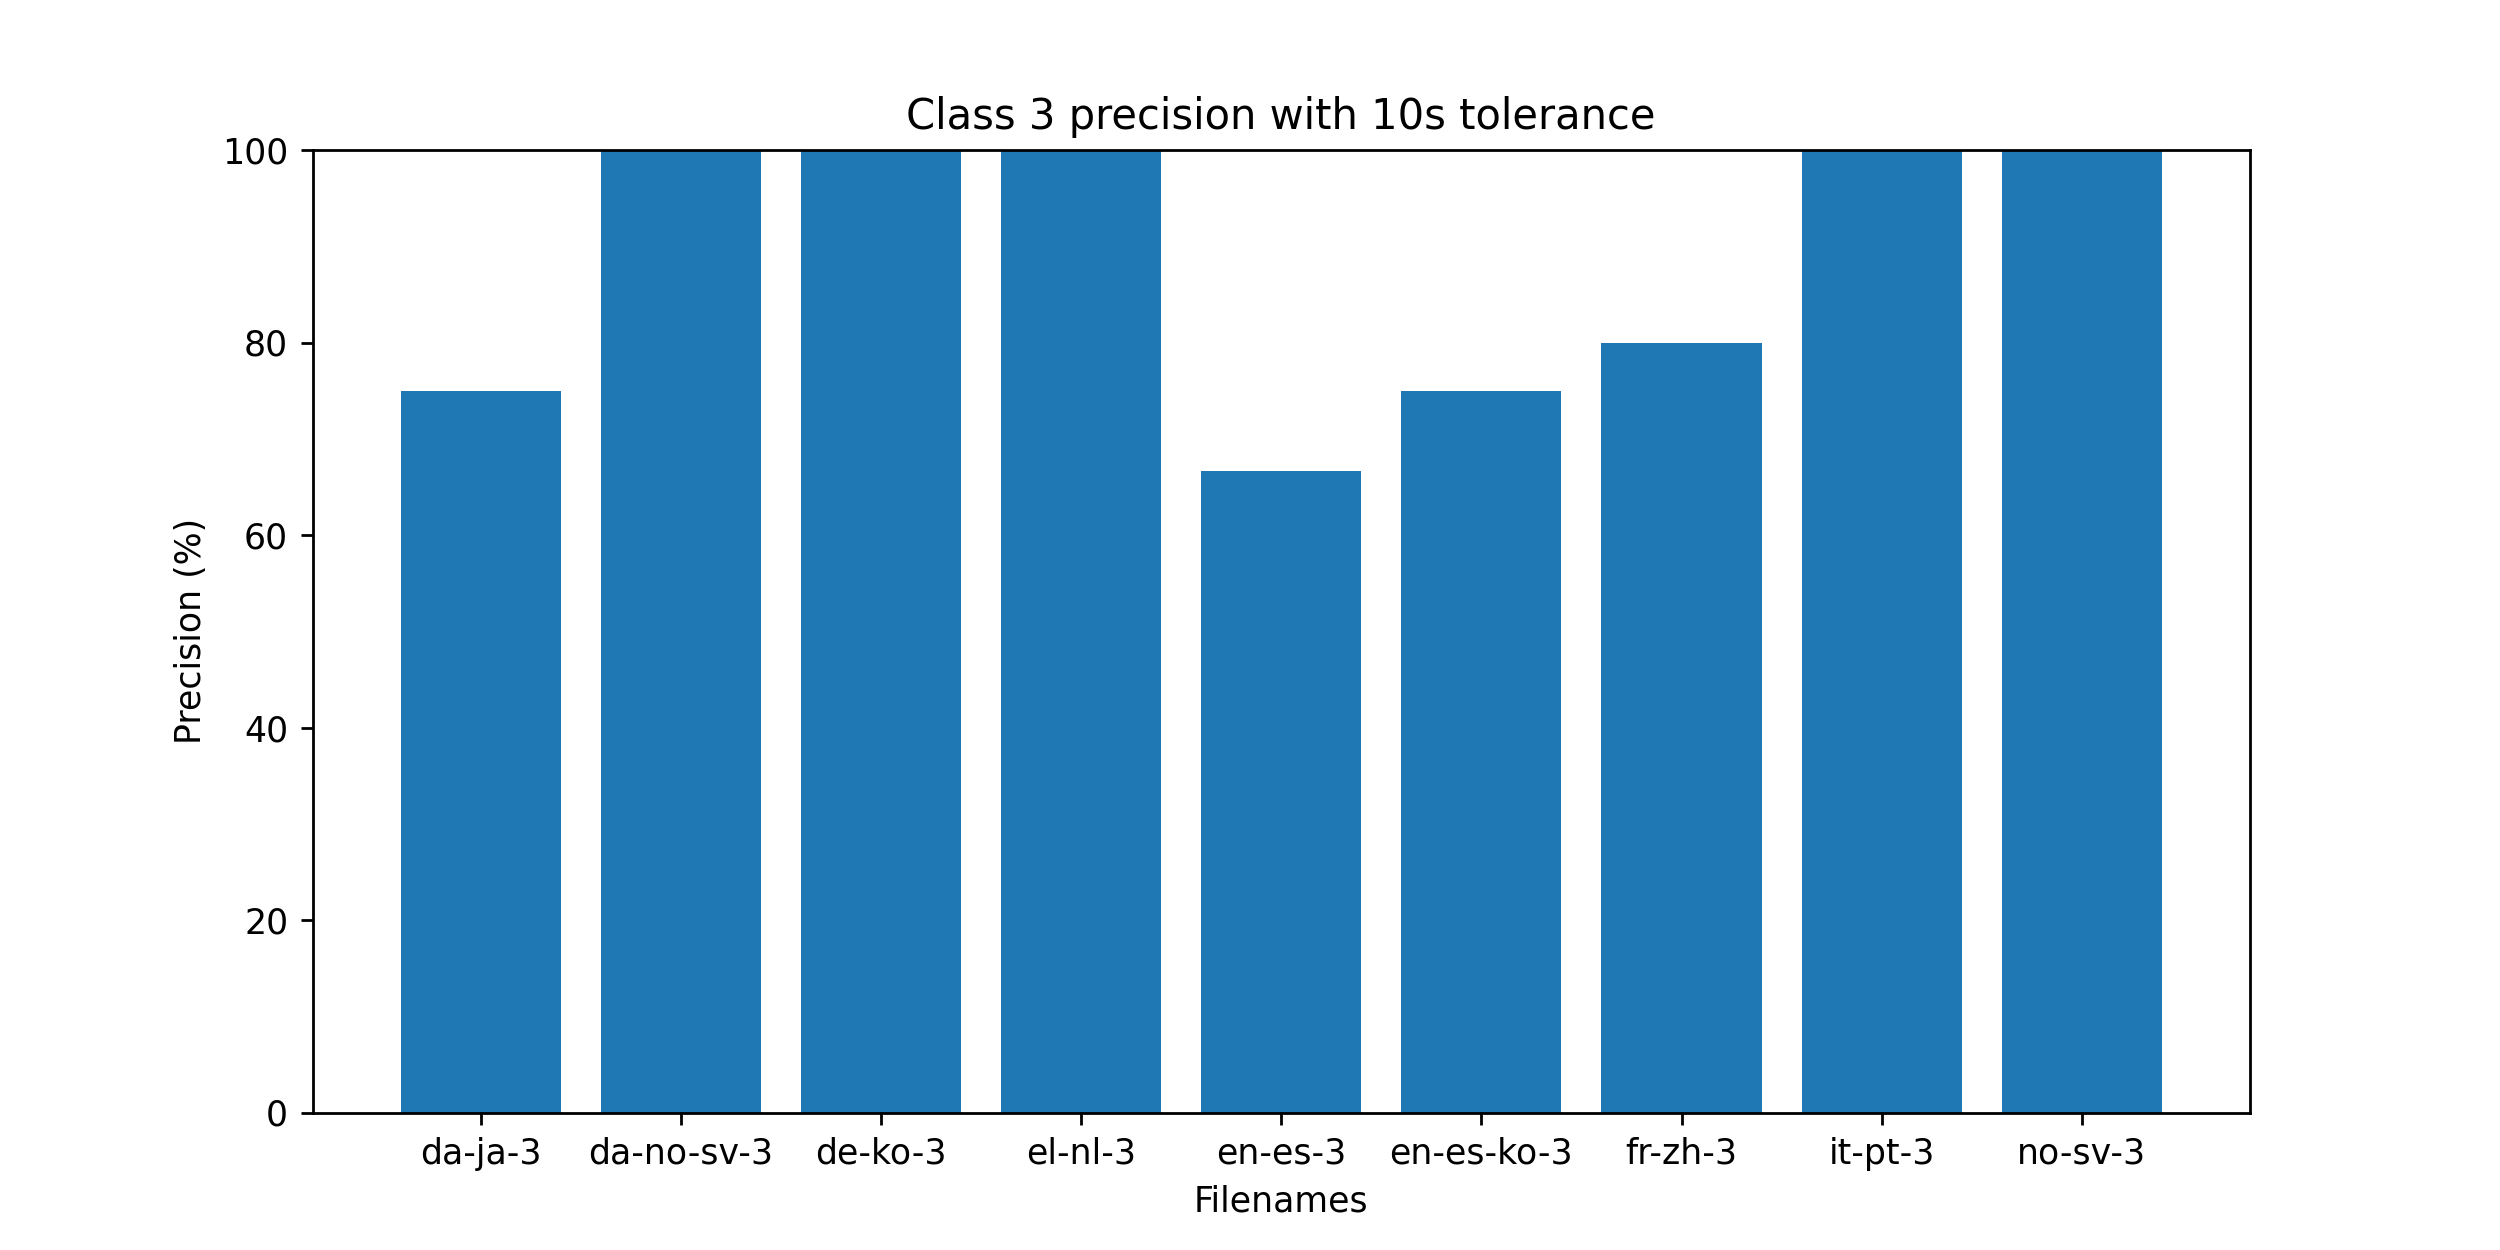 Class 3 precision with 10s tolerance
100
80
60
40
20
0
Precision (%)
da-ja-3 da-no-sv-3 de-ko-3 el-nl-3 en-es-3 en-es-ko-3 fr-zh-3 it-pt-3 no-sv-3
Filenames